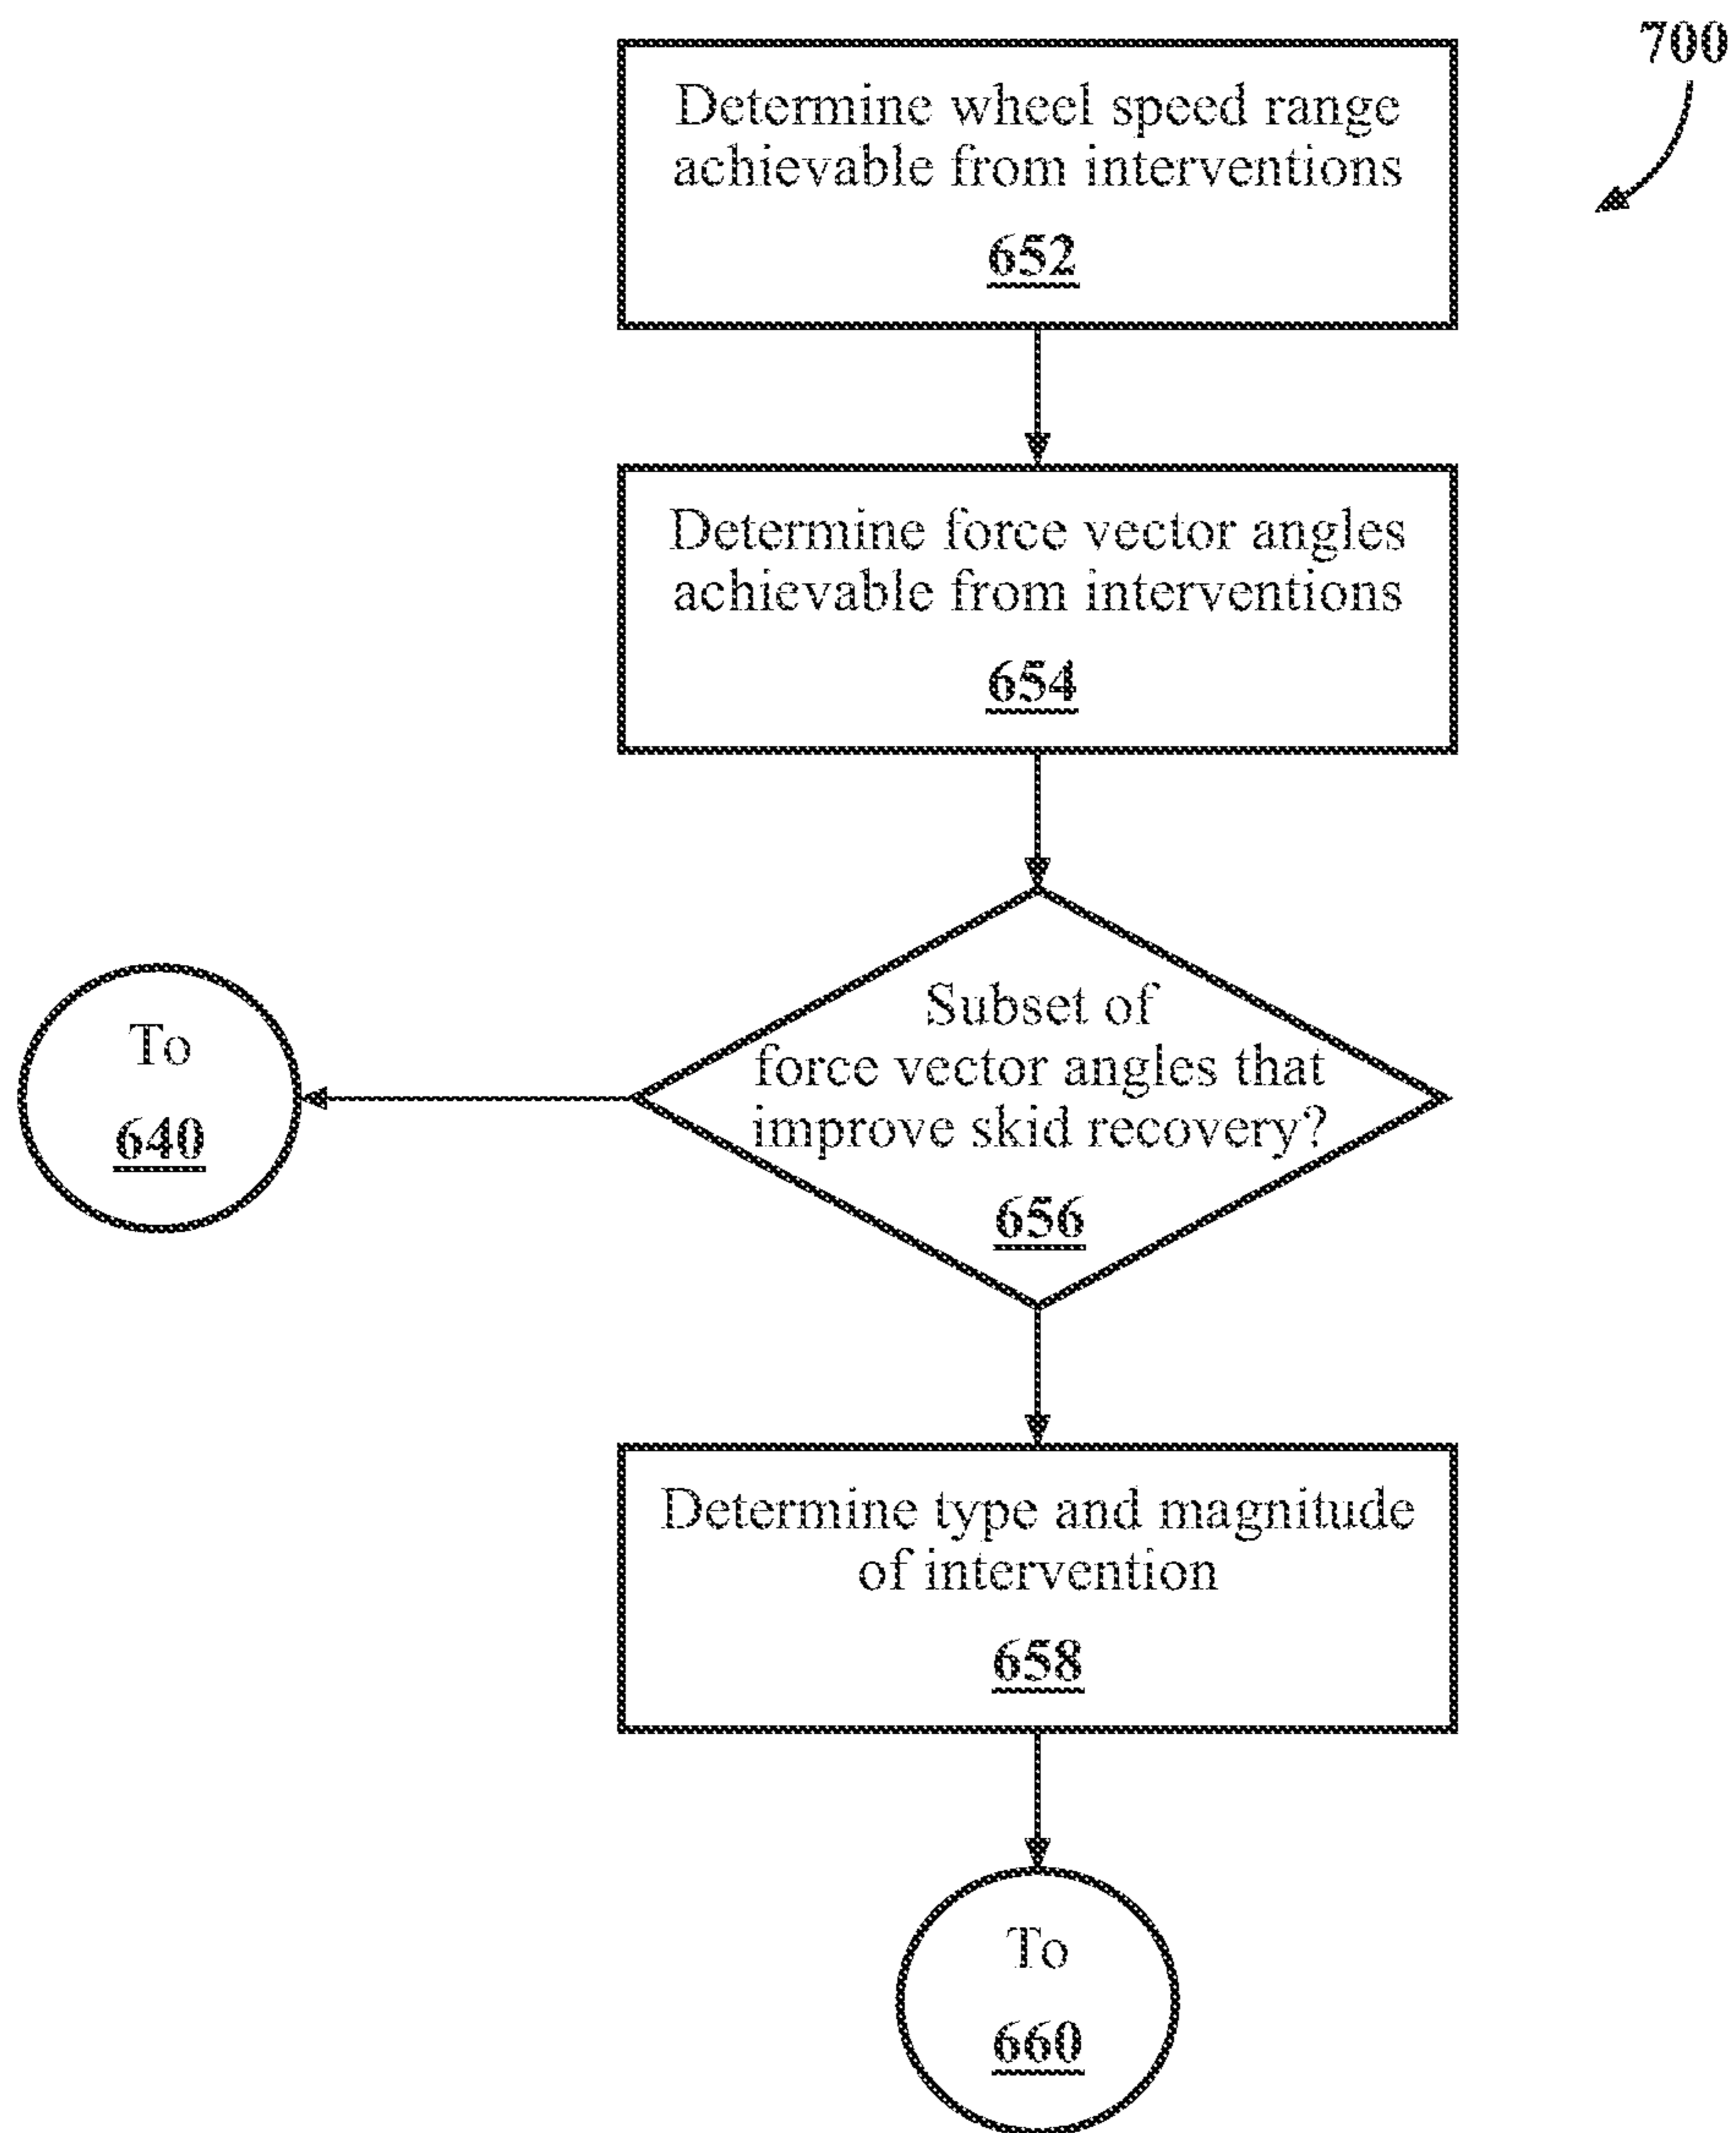 700
Determine wheel speed range
achievable from interventions
652
Determine force vector angles
achievable from interventions
654
Subset of
force vector angles that
improve skid recovery?
656
To
640
Determine type and magnitude
of intervention
658
To
660